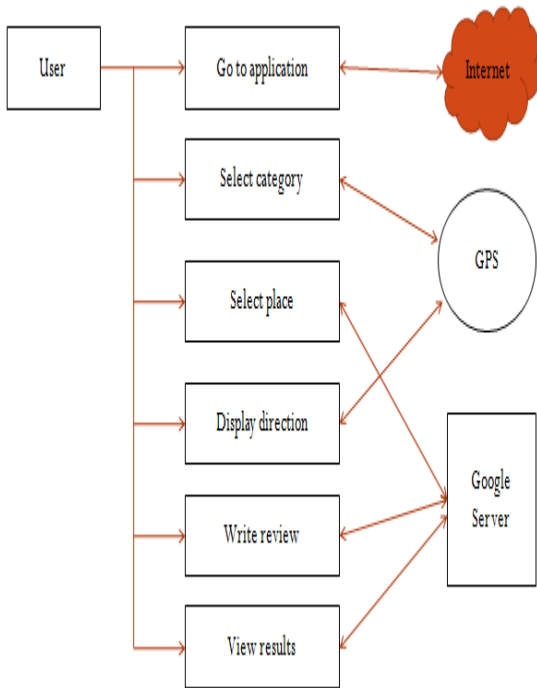 User
Go to application
Internet
Select category
GPS
Select place
Display direction
Google
Server
Write review
View results